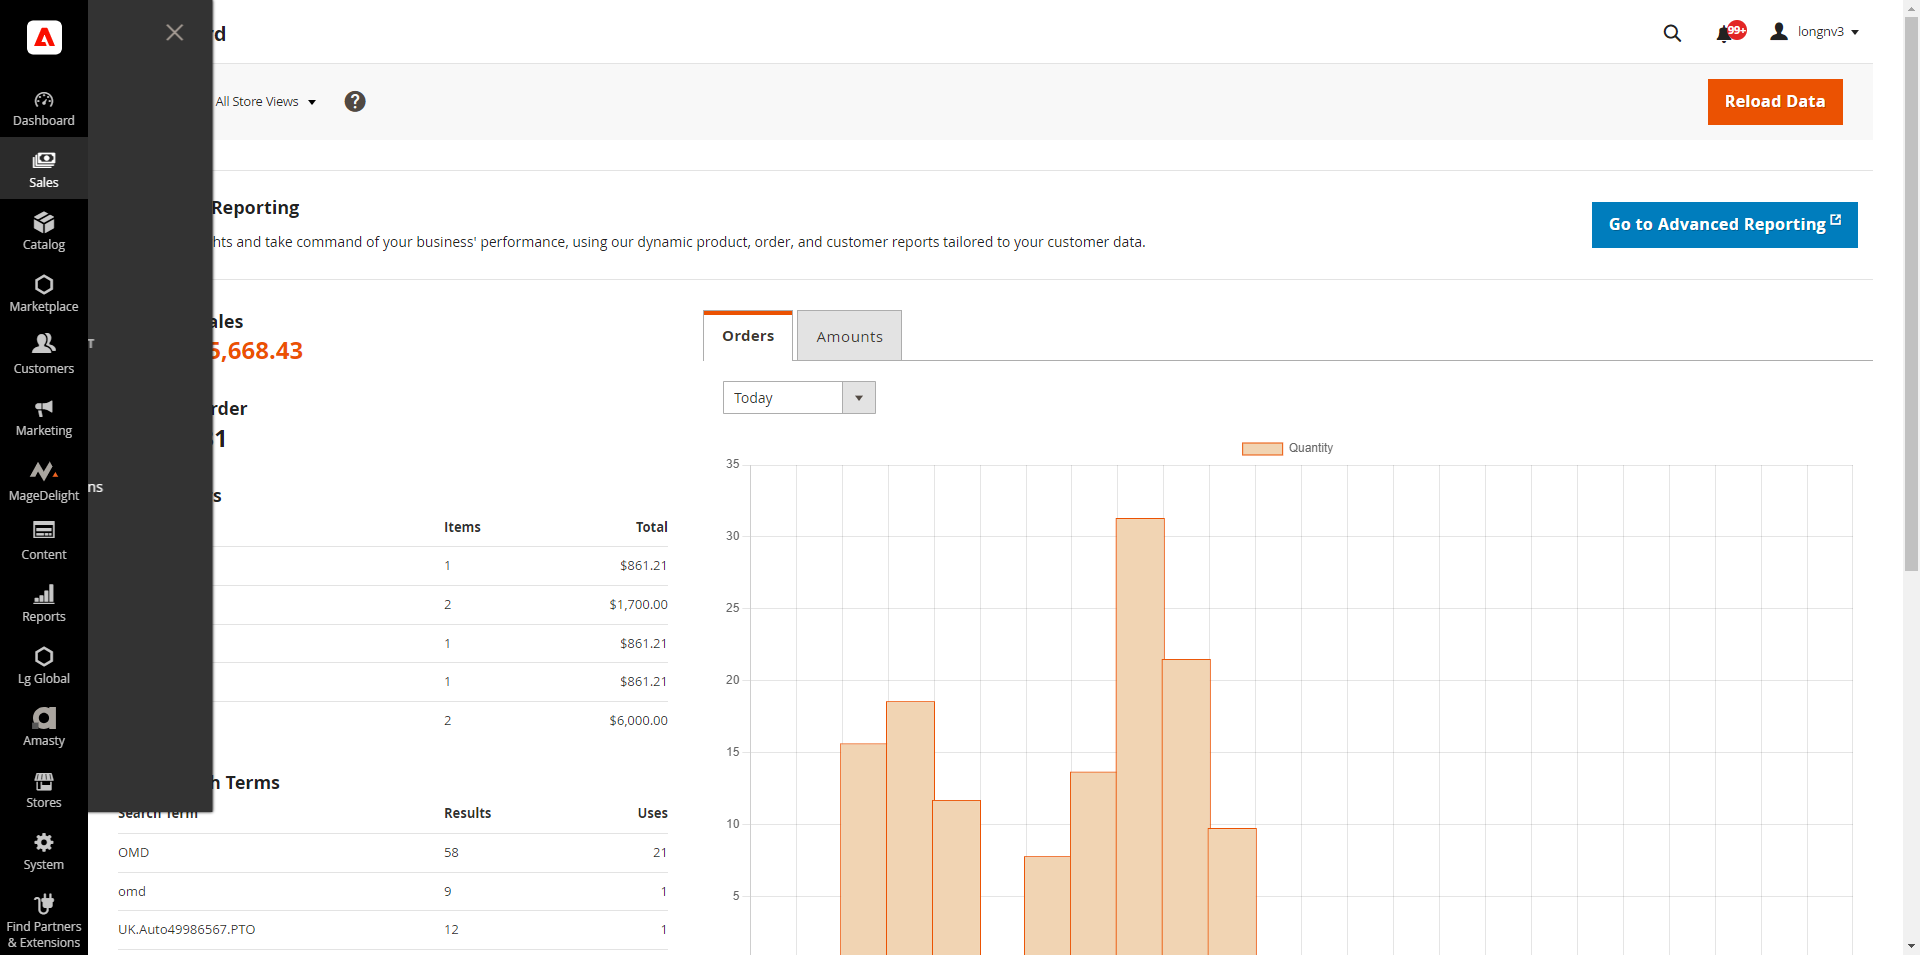 Dashboard
Sales
Catalog
Marketplace
Customers
Marketing
MageDelight
Content
Reports
Lg Global
Amasty
Stores
System
Find Partners
& Extensions
T
ns
rd
99+
longnv3
All Store Views
?
Reload Data
Reporting
hts and take command of your business' performance, using our dynamic product, order, and customer reports tailored to your customer data.
Go to Advanced Reporting
ales
5,668.43
rder
1
s
Items Total
1 $861.21
2 $1,700.00
1 $861.21
1 $861.21
2 $6,000.00
h Terms
Search Term Results Uses
OMD 58 21
omd 9 1
UK.Auto49986567.PTO 12 1
Orders
Amounts
Today
Quantity
35
30
25
20
15
10
5